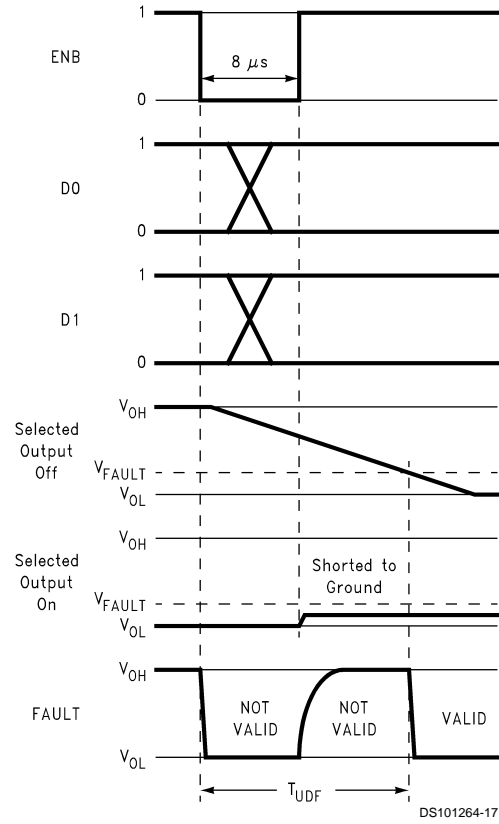 1
ENB
8 μs
0
1
D0
0
1
D1
0
VOH
Selected
Output
Off
VFAULT
VOL
VOH
Selected
Output
On
Shorted to
Ground
VFAULT
VOL
VOH
FAULT
NOT
VALID
NOT
VALID
VALID
VOL
TUDF
DS101264-17